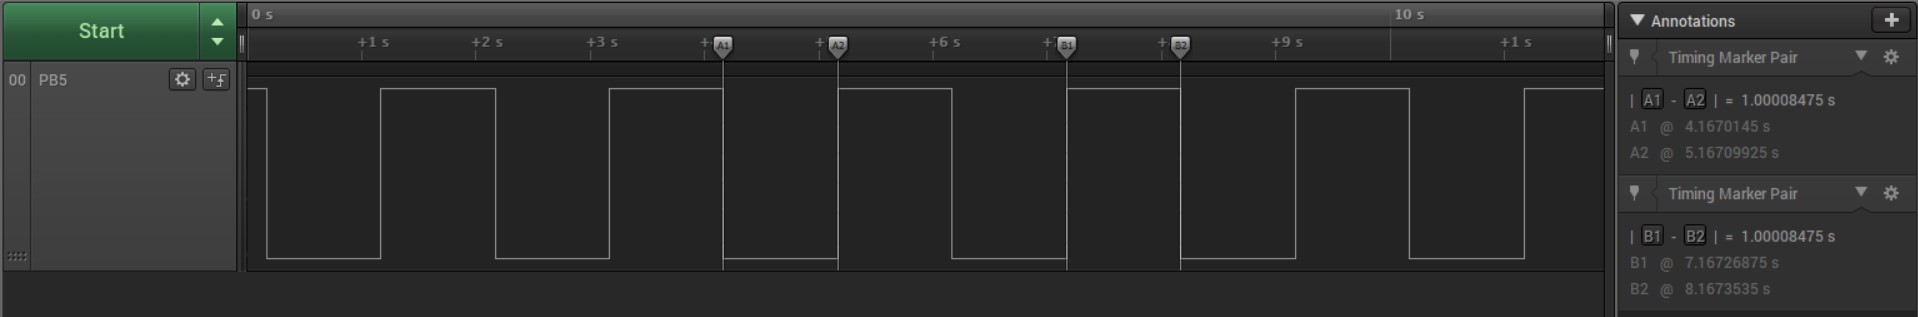 Start
0 s
10 s
+1 s
+2 s
+3 s
A1
A2
+6 s
B1
B2
+9 s
+1 s
00 PB5
Annotations
Timing Marker Pair
| A1 - A2 | = 1.00008475 s
A1 @ 4.1670145 s
A2 @ 5.16709925 s
Timing Marker Pair
| B1 - B2 | = 1.00008475 s
B1 @ 7.16726875 s
B2 @ 8.1673535 s